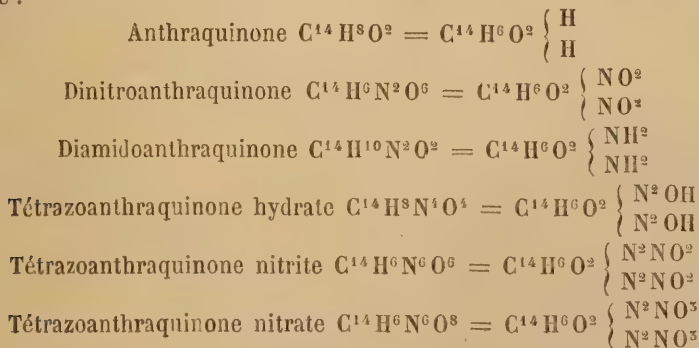 Anthraquinone C¹⁴H⁸O² = C¹⁴H⁶O² { H
H
Dinitroanthraquinone C¹⁴H⁶N²O⁶ = C¹⁴H⁶O² { NO²
NO²
Diamidoanthraquinone C¹⁴H¹⁰N²O² = C¹⁴H⁶O² { NH²
NH²
Tétrazoanthraquinone hydrate C¹⁴H⁸N⁴O⁴ = C¹⁴H⁶O² { N²OH
N²OH
Tétrazoanthraquinone nitrite C¹⁴H⁶N⁶O⁶ = C¹⁴H⁶O² { N²NO²
N²NO²
Tétrazoanthraquinone nitrate C¹⁴H⁶N⁶O⁸ = C¹⁴H⁶O² { N²NO³
N²NO³